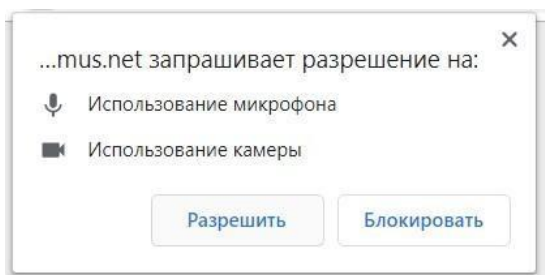 ...mus.net запрашивает разрешение на:
Использование микрофона
Использование камеры
Разрешить
Блокировать